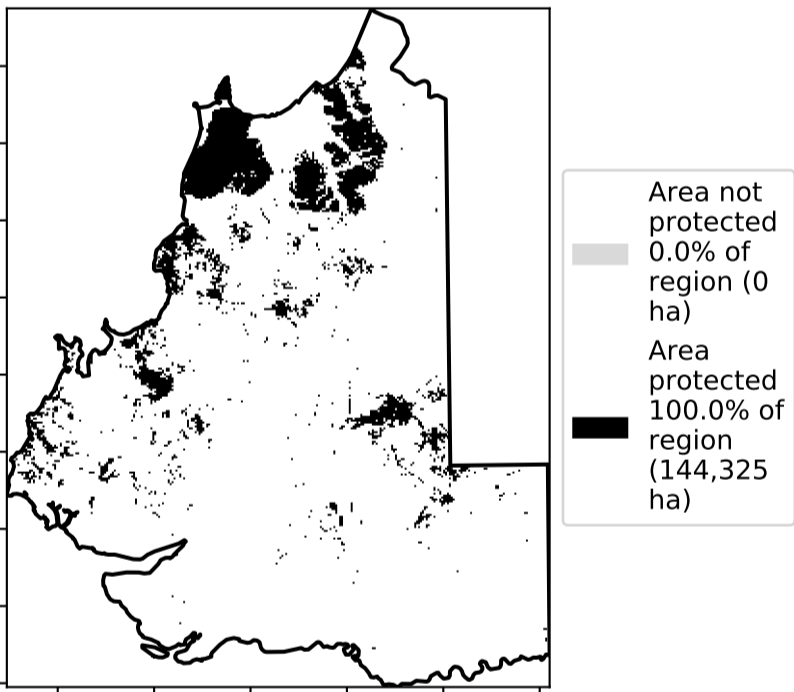 Area not
protected
0.0% of
region (0
ha)
Area
protected
100.0% of
region
(144,325
ha)